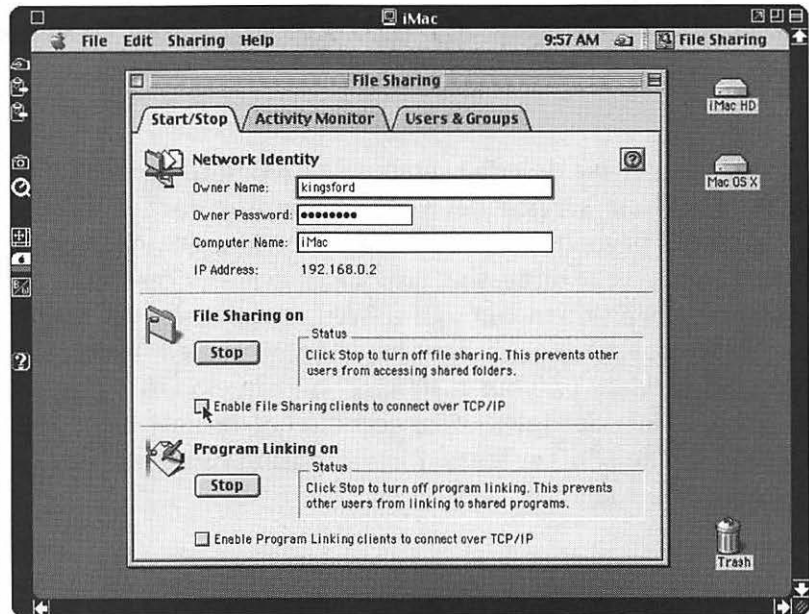 iMac
File Edit Sharing Help 9:57 AM File Sharing
File Sharing
Start/Stop Activity Monitor Users & Groups
Network Identity
Owner Name: kingsford
Owner Password: ••••••••
Computer Name: iMac
IP Address: 192.168.0.2
File Sharing on
Status
Stop
Click Stop to turn off file sharing. This prevents other
users from accessing shared folders.
Enable File Sharing clients to connect over TCP/IP
Program Linking on
Status
Stop
Click Stop to turn off program linking. This prevents
other users from linking to shared programs.
Enable Program Linking clients to connect over TCP/IP
iMac HD
Mac OS X
Trash